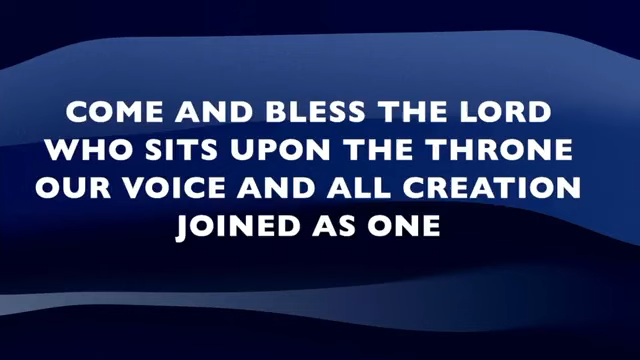 COME AND BLESS THE LORD
WHO SITS UPON THE THRONE
OUR VOICE AND ALL CREATION
JOINED AS ONE